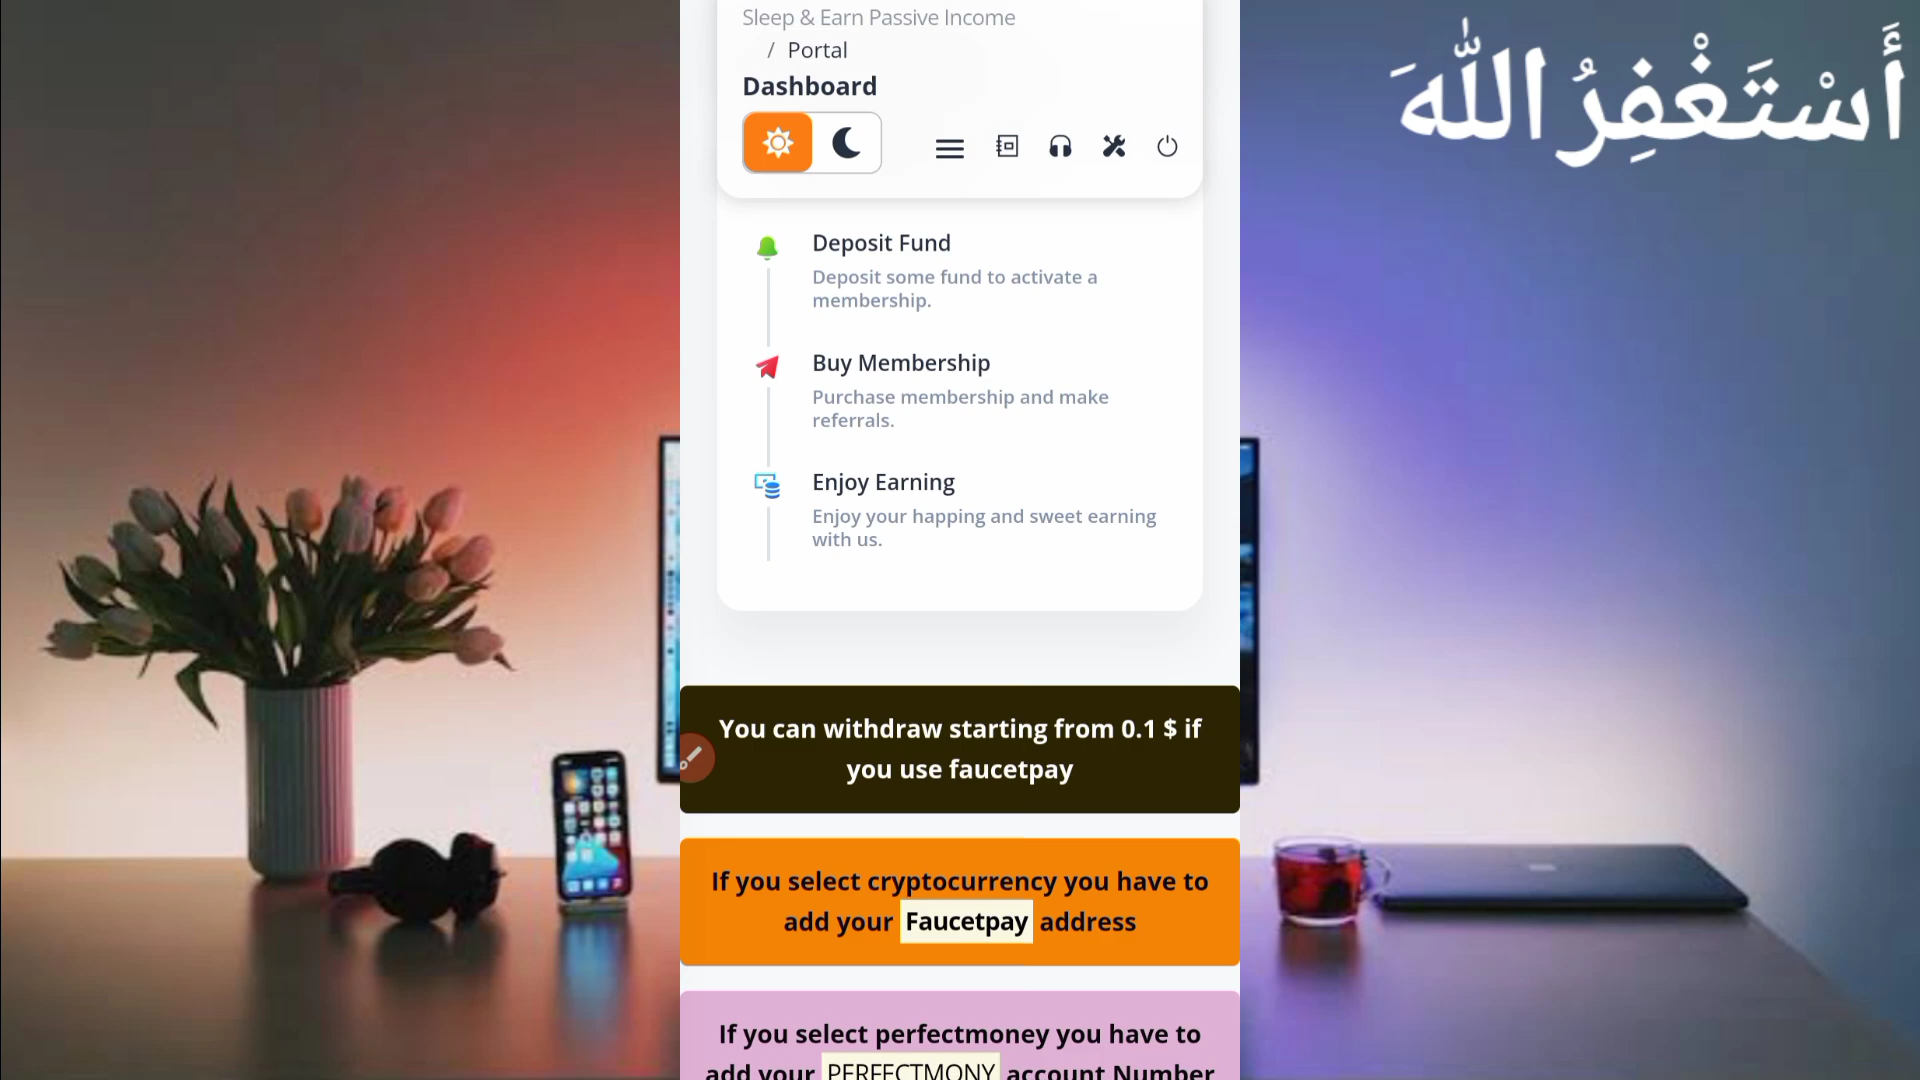 Sleep & Earn Passive Income
/ Portal
Dashboard
Deposit Fund
Deposit some fund to activate a
membership.
Buy Membership
Purchase membership and make
referrals.
Enjoy Earning
Enjoy your happing and sweet earning
with us.
You can withdraw starting from 0.1 $ if
you use faucetpay
If you select cryptocurrency you have to
add your Faucetpay address
If you select perfectmoney you have to
add your PERFECTMONY account Number
أَسْتَغْفِرُ اللّٰهَ